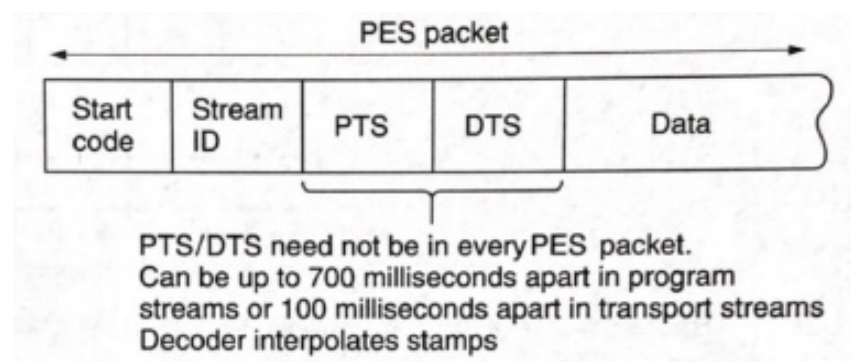 PES packet
Start code
Stream ID
PTS
DTS
Data
PTS/DTS need not be in every PES packet.
Can be up to 700 milliseconds apart in program
streams or 100 milliseconds apart in transport streams
Decoder interpolates stamps